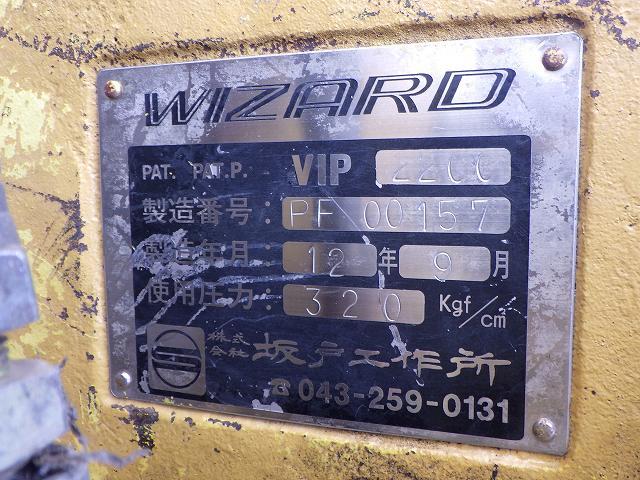 WIZARD
PAT. PAT.P. VIP 2200
製造番号: PF 00157
製造年月: 12 年 9 月
使用圧力: 320 Kgf/cm
株式会社 坂戸工作所
☎043-259-0131